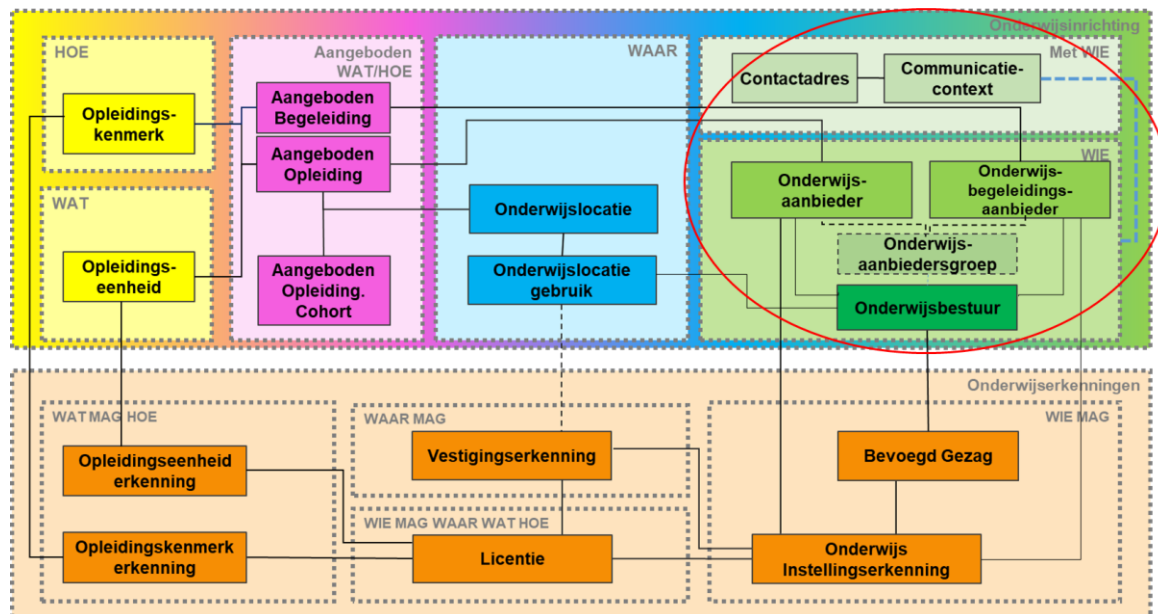 Onderwijsinrichting
HOE
Opleidings-
kenmerk
WAT
Opleidings-
eenheid
Aangeboden
WAT/HOE
Aangeboden
Begeleiding
Aangeboden
Opleiding
Aangeboden
Opleiding.
Cohort
WAAR
Onderwijslocatie
Onderwijslocatie
gebruik
Met WIE
Contactadres
Communicatie-
context
WIE
Onderwijs-
aanbieder
Onderwijs-
begeleidings-
aanbieder
Onderwijs-
aanbiedersgroep
Onderwijsbestuur
Onderwijserkenningen
WAT MAG HOE
Opleidingseenheid
erkenning
Opleidingskenmerk
erkenning
WAAR MAG
Vestigingserkenning
WIE MAG WAAR WAT HOE
Licentie
WIE MAG
Bevoegd Gezag
Onderwijs
Instellingserkenning